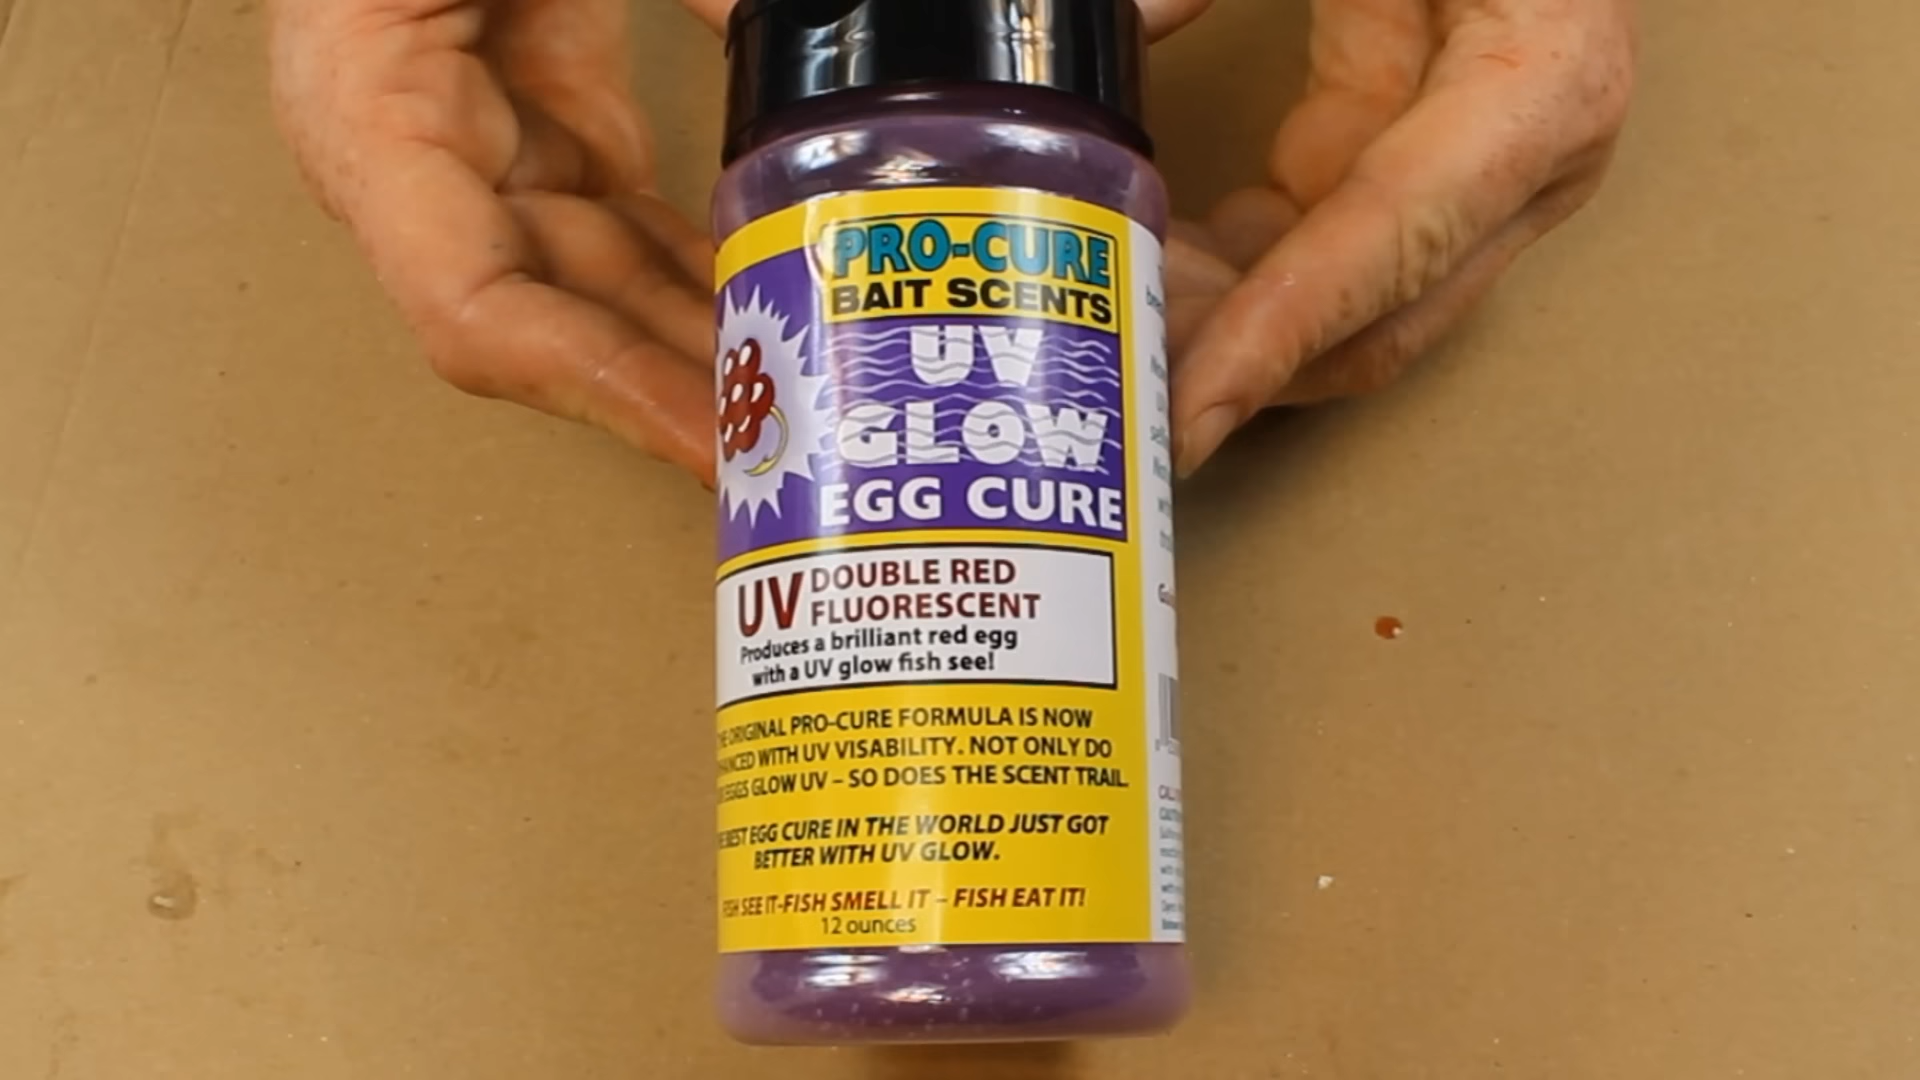 PRO-CURE
BAIT SCENTS
UV
GLOW
EGG CURE
UV DOUBLE RED
FLUORESCENT
Produces a brilliant red egg
with a UV glow fish see!
ORIGINAL PRO-CURE FORMULA IS NOW
WITH UV VISABILITY. NOT ONLY DO
EGGS GLOW UV – SO DOES THE SCENT TRAIL.
BEST EGG CURE IN THE WORLD JUST GOT
BETTER WITH UV GLOW.
FISH SEE IT-FISH SMELL IT – FISH EAT IT!
12 ounces